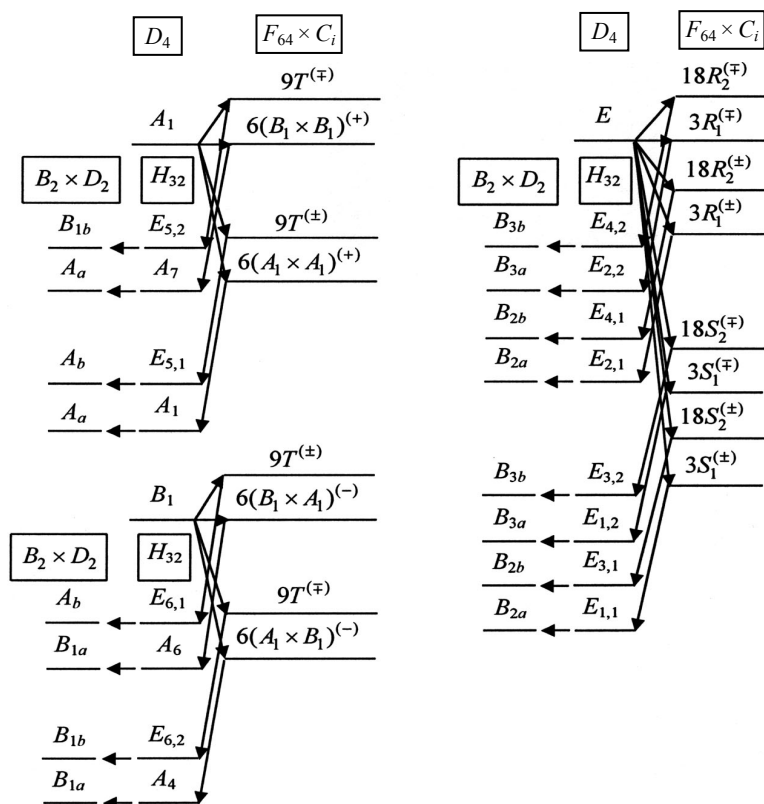 D₄ F₆₄ × Cᵢ
9T⁽∓⁾
A₁
6(B₁ × B₁)⁽⁺⁾
B₂ × D₂ H₃₂
B₁b E₅,₂ 9T⁽±⁾
Aₐ A₇ 6(A₁ × A₁)⁽⁺⁾
A_b E₅,₁
Aₐ A₁
9T⁽±⁾
B₁
6(B₁ × A₁)⁽⁻⁾
B₂ × D₂ H₃₂
A_b E₆,₁ 9T⁽∓⁾
B₁ₐ A₆ 6(A₁ × B₁)⁽⁻⁾
B₁b E₆,₂
B₁ₐ A₄
D₄ F₆₄ × Cᵢ
18R₂⁽∓⁾
E 3R₁⁽∓⁾
18R₂⁽±⁾
B₂ × D₂ H₃₂
3R₁⁽±⁾
B₃b E₄,₂
B₃ₐ E₂,₂
B₂b E₄,₁
18S₂⁽∓⁾
B₂ₐ E₂,₁
3S₁⁽∓⁾
18S₂⁽±⁾
3S₁⁽±⁾
B₃b E₃,₂
B₃ₐ E₁,₂
B₂b E₃,₁
B₂ₐ E₁,₁